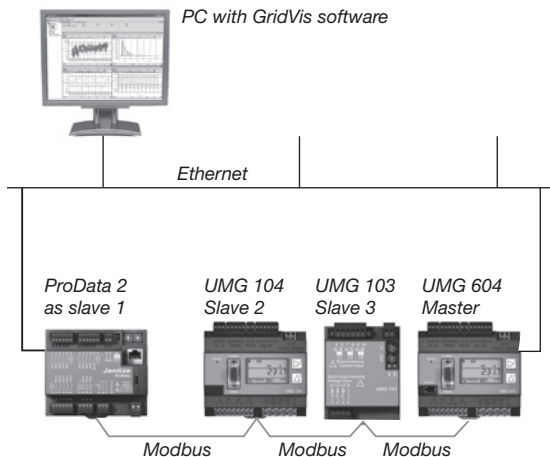 PC with GridVis software
Ethernet
ProData 2
as slave 1
UMG 104
Slave 2
UMG 103
Slave 3
UMG 604
Master
Modbus
Modbus
Modbus